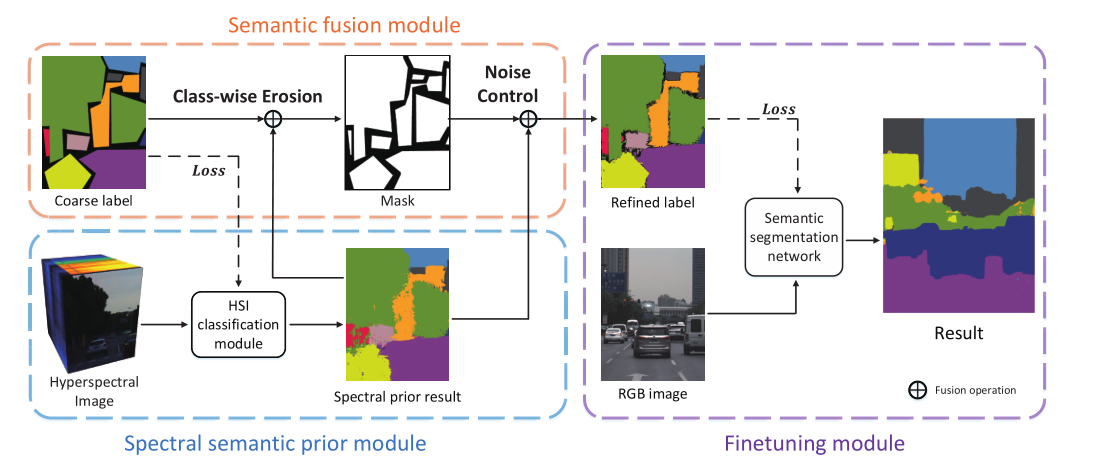 Semantic fusion module
Class-wise Erosion
Noise
Control
Loss
Coarse label
Mask
Loss
Refined label
Semantic
segmentation
network
HSI
classification
module
Hyperspectral
Image
Spectral prior result
RGB image
Result
Fusion operation
Spectral semantic prior module
Finetuning module